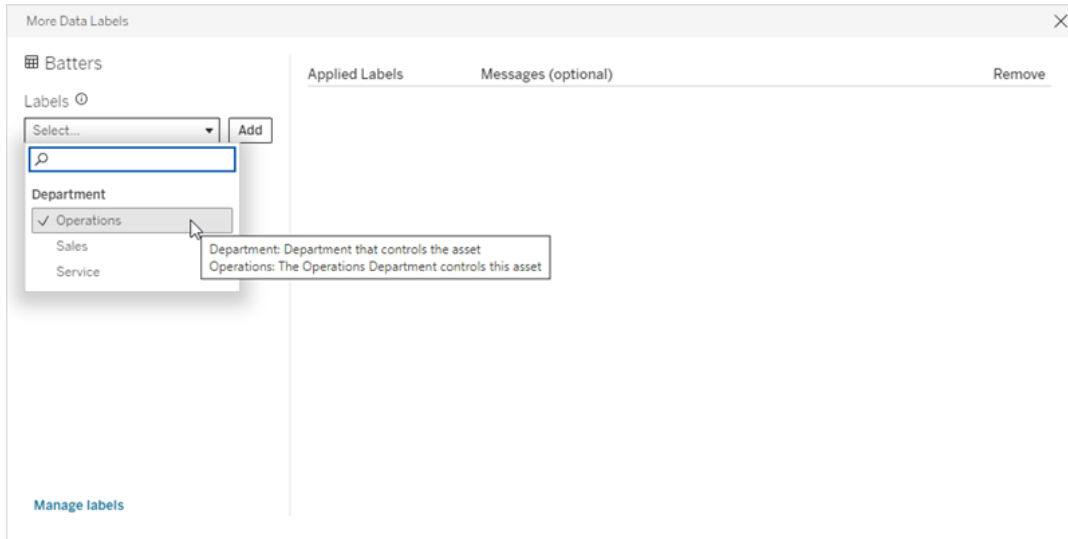 More Data Labels
Batters
Labels
Applied Labels Messages (optional) Remove
Select... Add
Department
Operations
Sales
Service
Department: Department that controls the asset
Operations: The Operations Department controls this asset
Manage labels